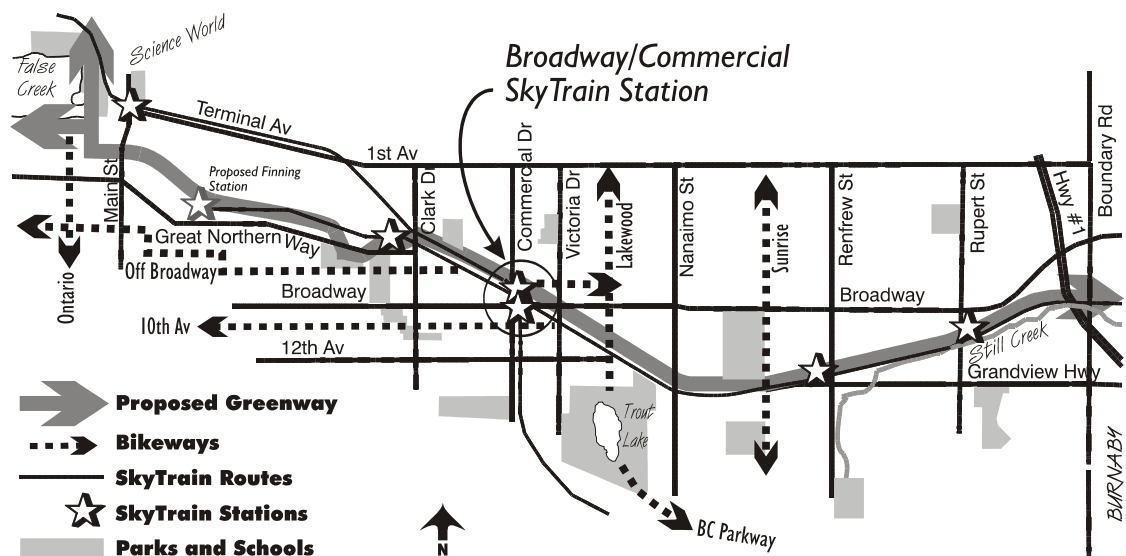 Science World
False
Creek
Broadway/Commercial
SkyTrain Station
Terminal Av
1st Av
Proposed Finning
Station
Main St
Clark Dr
Commercial Dr
Victoria Dr
Lakewood
Nanaimo St
Sunrise
Renfrew St
Rupert St
Hwy #1
Boundary Rd
Great Northern Way
Off Broadway
Ontario
Broadway
Broadway
10th Av
12th Av
Still Creek
Grandview Hwy
Trout
Lake
BC Parkway
BURNABY
Proposed Greenway
Bikeways
SkyTrain Routes
SkyTrain Stations
Parks and Schools
N